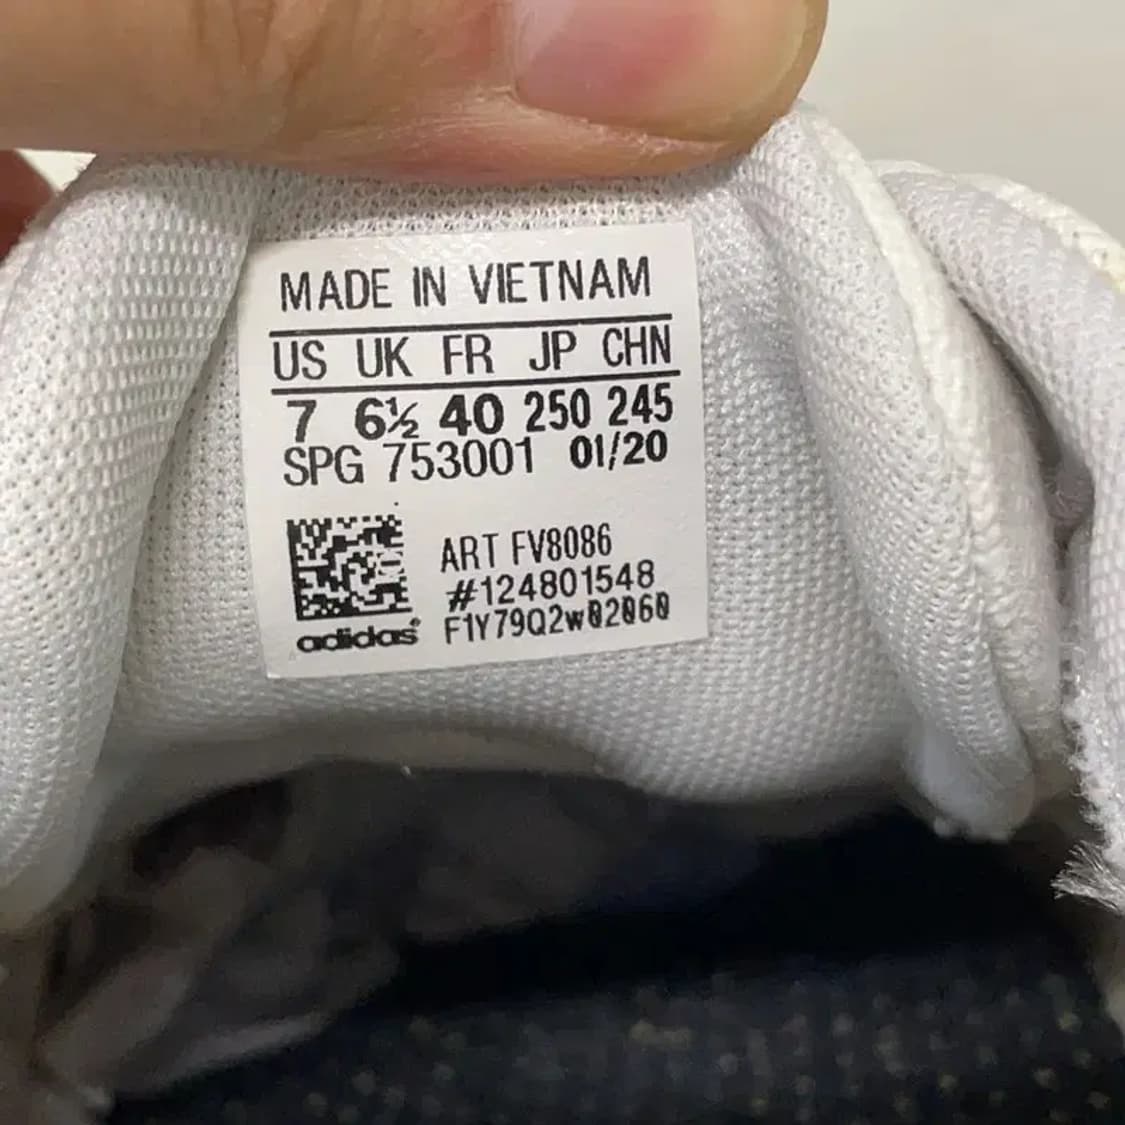 MADE IN VIETNAM
US UK FR JP CHN
7 6½ 40 250 245
SPG 753001 01/20
ART FV8086
#124801548
adidas® F1Y79Q2w02060